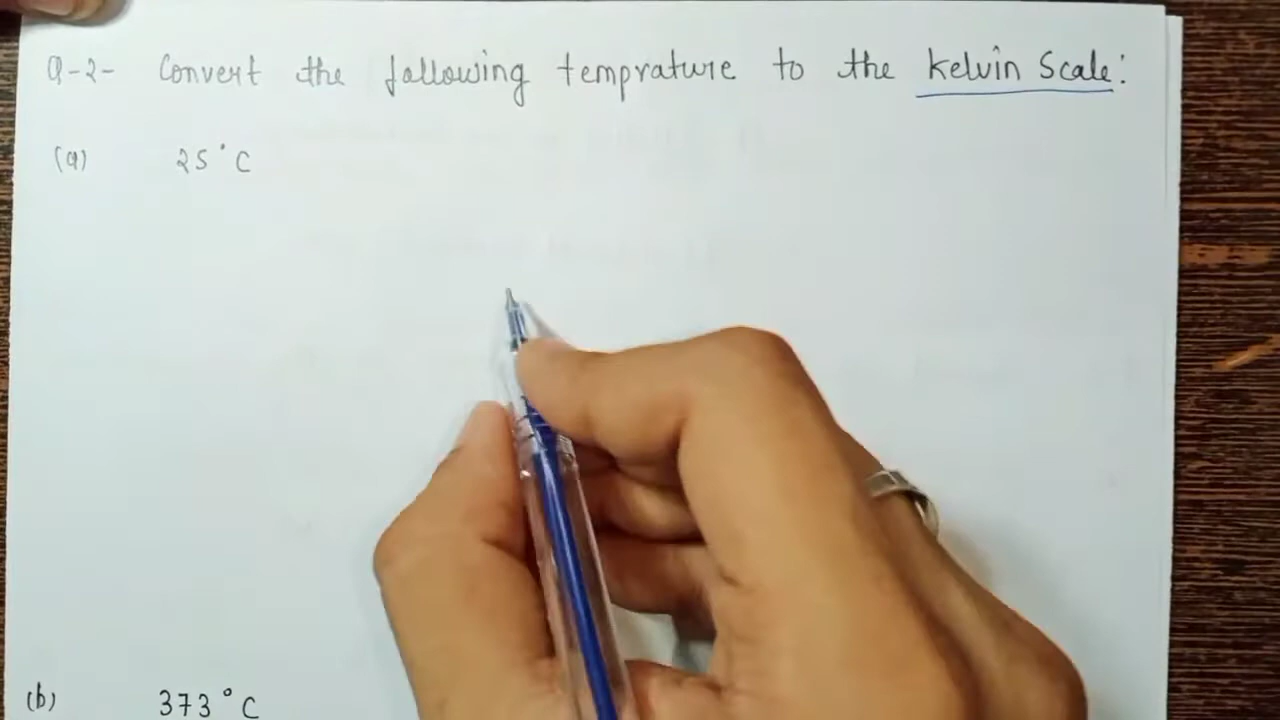 Q-2- Convert the following temprature to the Kelvin Scale:
(a) 25°C
(b) 373°C